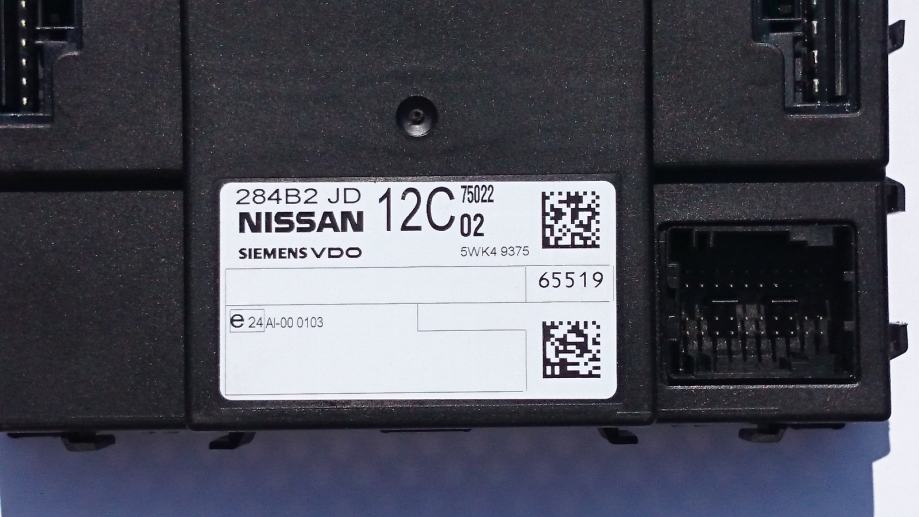 284B2 JD 12C 75022
NISSAN 02
SIEMENS VDO 5WK4 9375
65519
e 24 AI-00 0103